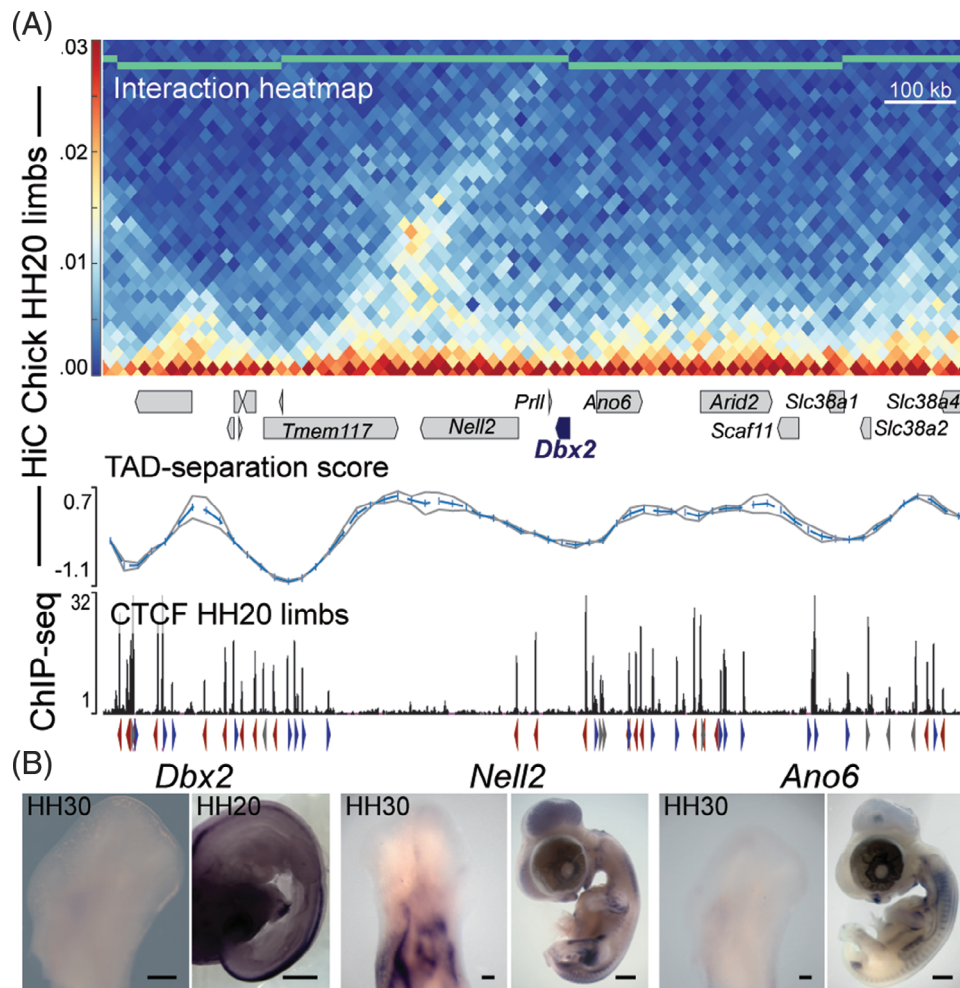 (A)
HiC Chick HH20 limbs
.03
.02
.01
.00
Interaction heatmap
100 kb
Prll
Ano6
Arid2
Slc38a1
Slc38a4
Tmem117
Nell2
Dbx2
Scaf11
Slc38a2
TAD-separation score
0.7
-1.1
ChIP-seq
32
1
CTCF HH20 limbs
(B)
Dbx2
Nell2
Ano6
HH30
HH20
HH30
HH30